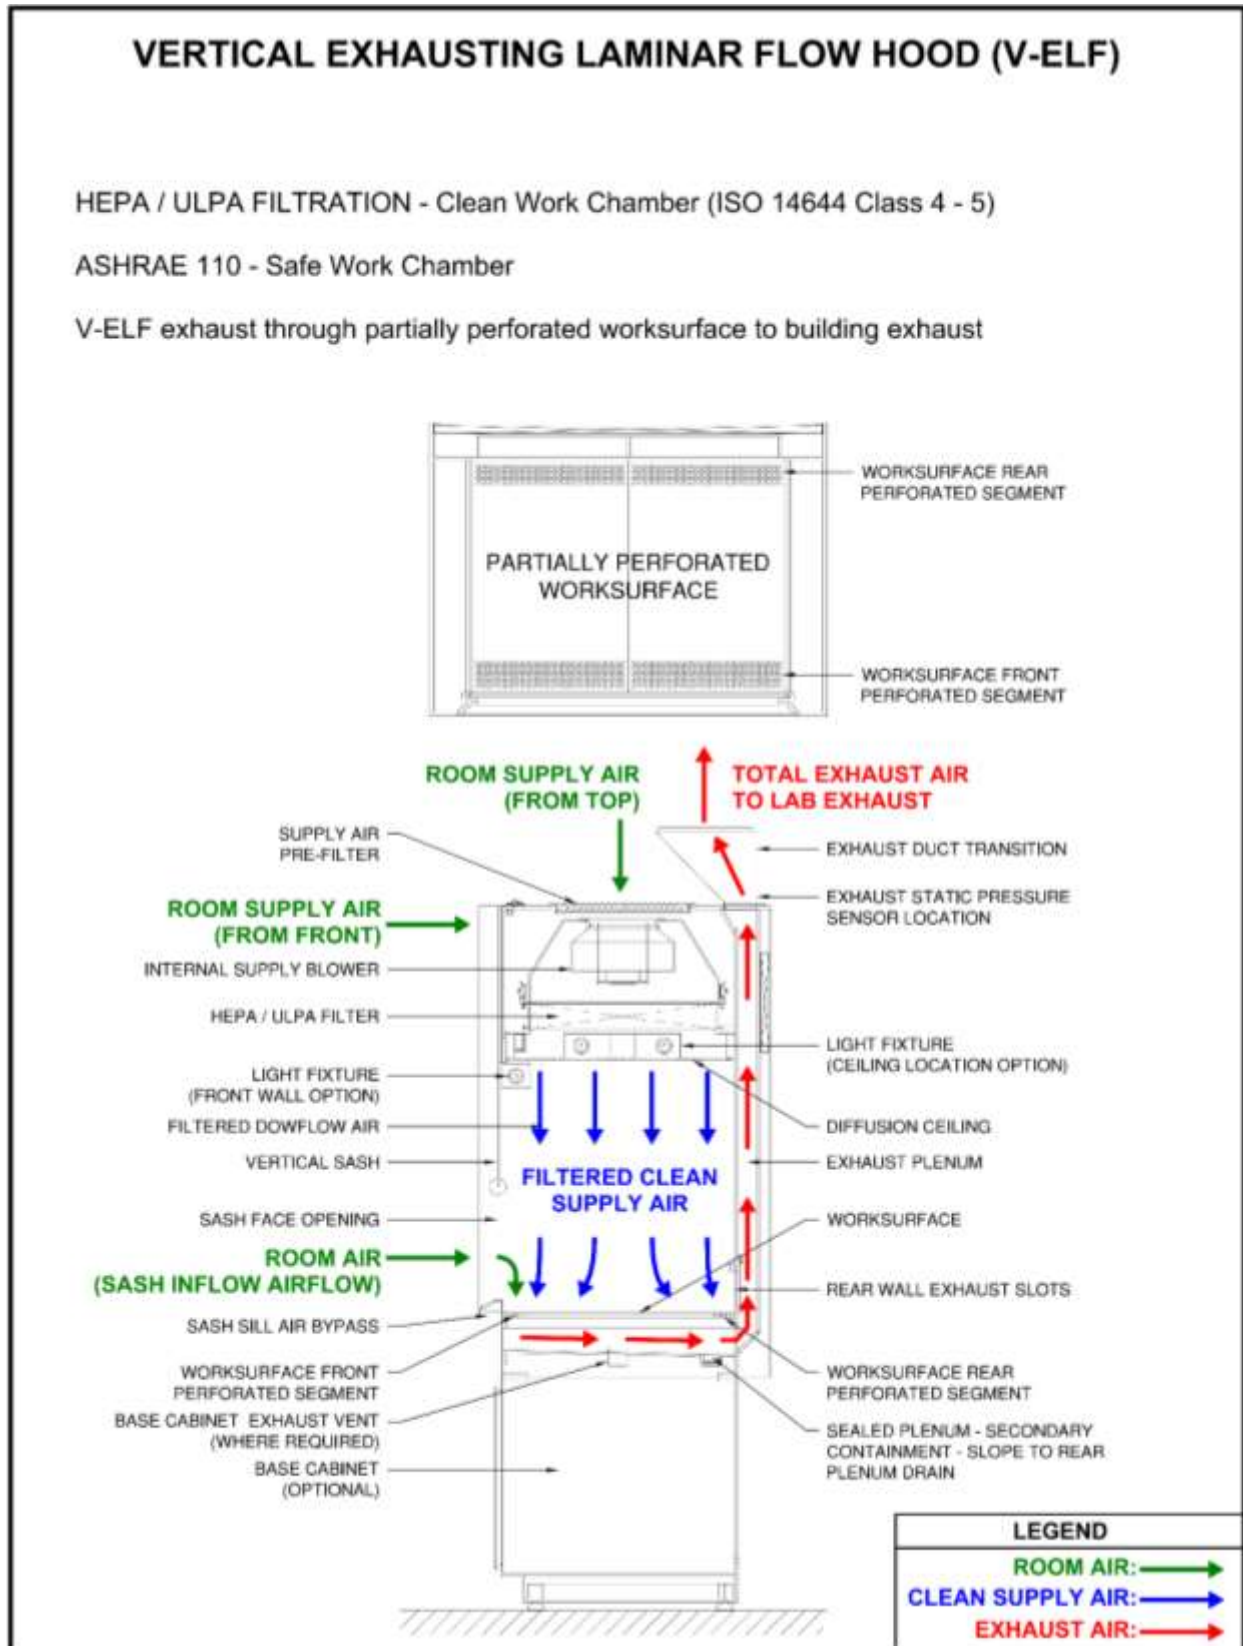 VERTICAL EXHAUSTING LAMINAR FLOW HOOD (V-ELF)
HEPA / ULPA FILTRATION - Clean Work Chamber (ISO 14644 Class 4 - 5)
ASHRAE 110 - Safe Work Chamber
V-ELF exhaust through partially perforated worksurface to building exhaust
WORKSURFACE REAR
PERFORATED SEGMENT
PARTIALLY PERFORATED
WORKSURFACE
WORKSURFACE FRONT
PERFORATED SEGMENT
ROOM SUPPLY AIR
(FROM TOP)
TOTAL EXHAUST AIR
TO LAB EXHAUST
SUPPLY AIR
PRE-FILTER
EXHAUST DUCT TRANSITION
EXHAUST STATIC PRESSURE
SENSOR LOCATION
ROOM SUPPLY AIR
(FROM FRONT)
INTERNAL SUPPLY BLOWER
HEPA / ULPA FILTER
LIGHT FIXTURE
(CEILING LOCATION OPTION)
LIGHT FIXTURE
(FRONT WALL OPTION)
FILTERED DOWFLOW AIR
DIFFUSION CEILING
VERTICAL SASH
EXHAUST PLENUM
FILTERED CLEAN
SUPPLY AIR
SASH FACE OPENING
WORKSURFACE
ROOM AIR
(SASH INFLOW AIRFLOW)
REAR WALL EXHAUST SLOTS
SASH SILL AIR BYPASS
WORKSURFACE FRONT
PERFORATED SEGMENT
WORKSURFACE REAR
PERFORATED SEGMENT
BASE CABINET EXHAUST VENT
(WHERE REQUIRED)
SEALED PLENUM - SECONDARY
CONTAINMENT - SLOPE TO REAR
PLENUM DRAIN
BASE CABINET
(OPTIONAL)
LEGEND
ROOM AIR:
CLEAN SUPPLY AIR:
EXHAUST AIR: